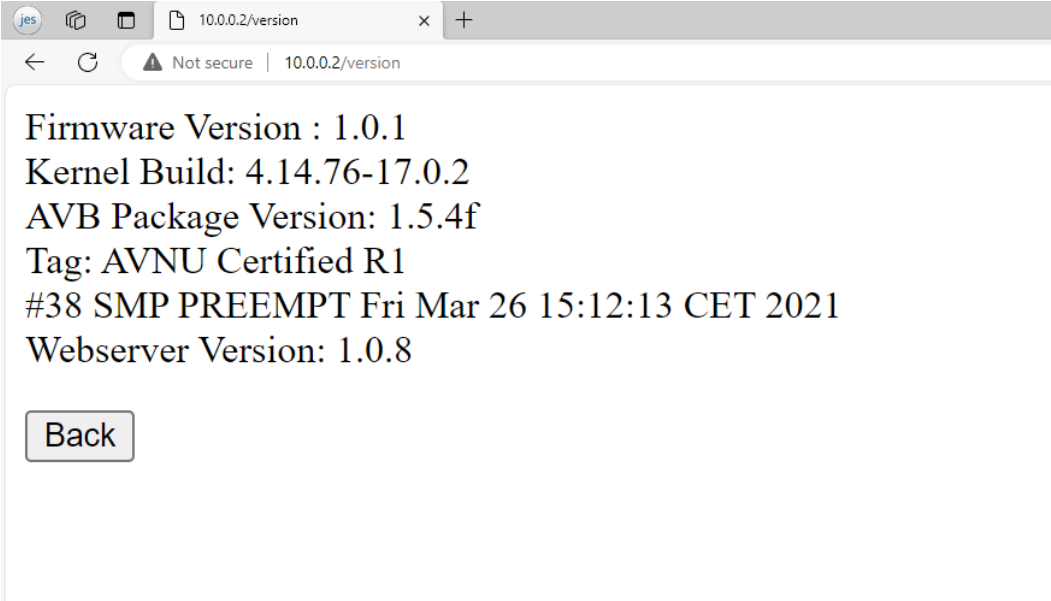 jes
10.0.0.2/version
Not secure
10.0.0.2/version
Firmware Version : 1.0.1
Kernel Build: 4.14.76-17.0.2
AVB Package Version: 1.5.4f
Tag: AVNU Certified R1
#38 SMP PREEMPT Fri Mar 26 15:12:13 CET 2021
Webserver Version: 1.0.8
Back